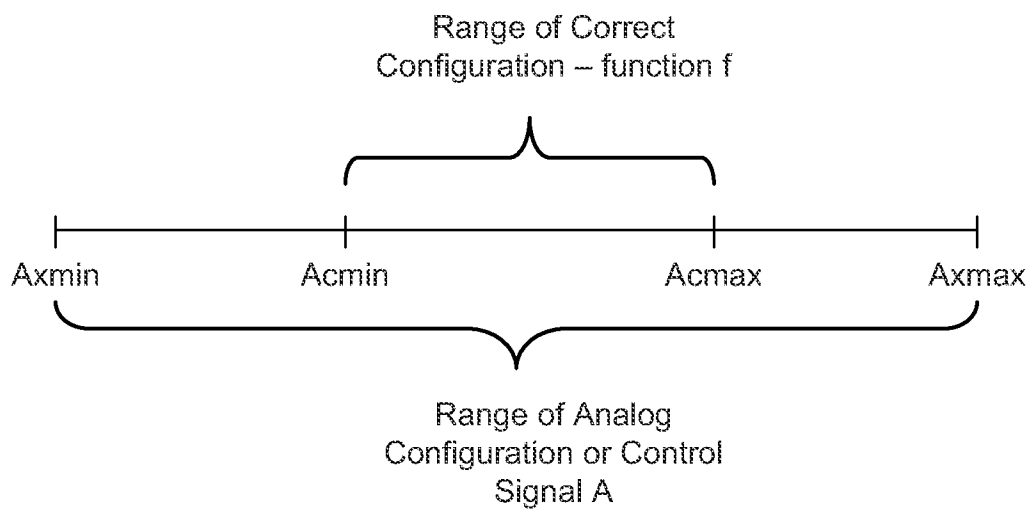 Range of Correct
Configuration – function f
Axmin
Acmin
Acmax
Axmax
Range of Analog
Configuration or Control
Signal A